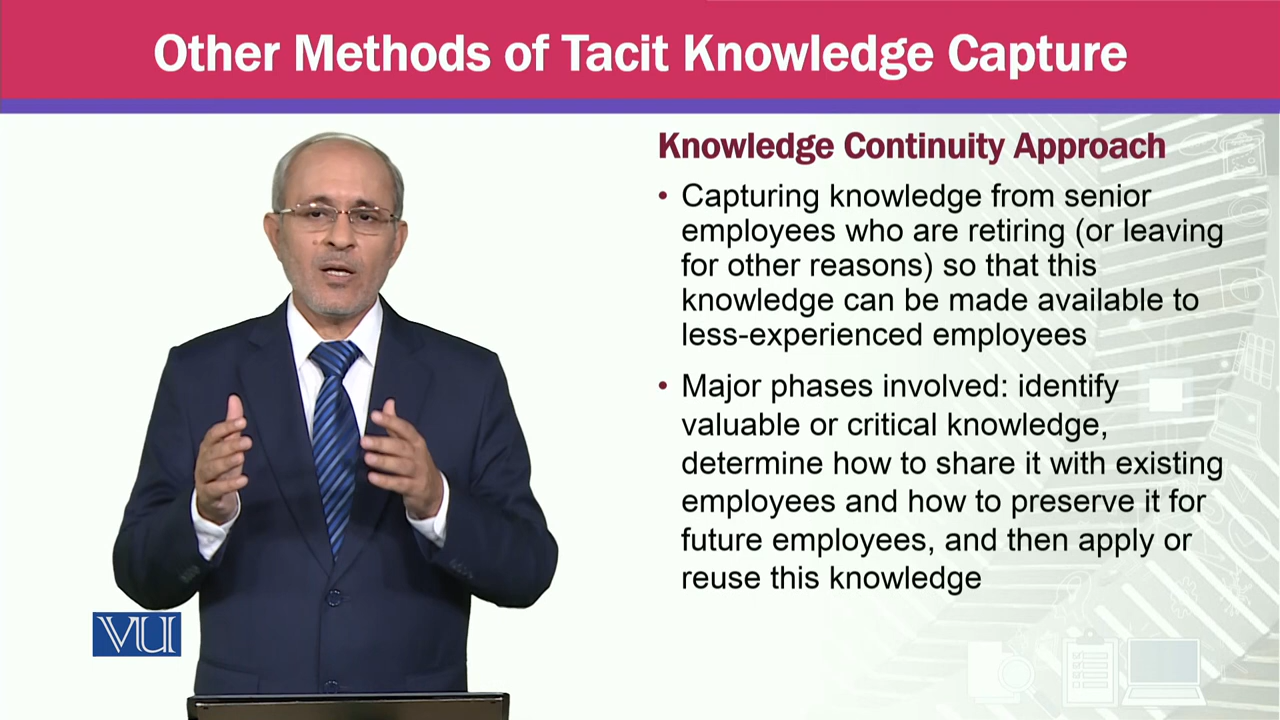 Other Methods of Tacit Knowledge Capture
Knowledge Continuity Approach
• Capturing knowledge from senior
employees who are retiring (or leaving
for other reasons) so that this
knowledge can be made available to
less-experienced employees
• Major phases involved: identify
valuable or critical knowledge,
determine how to share it with existing
employees and how to preserve it for
future employees, and then apply or
reuse this knowledge
VU